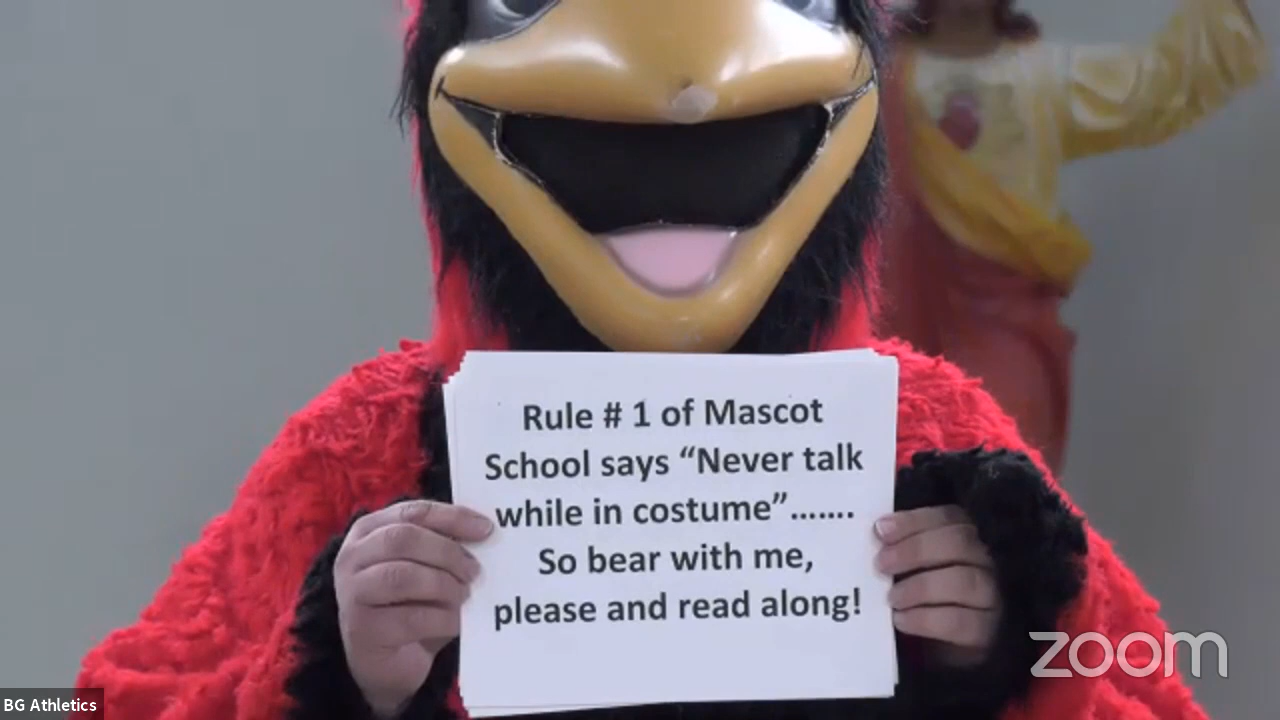 Rule # 1 of Mascot
School says “Never talk
while in costume”.......
So bear with me,
please and read along!
zoom
BG Athletics